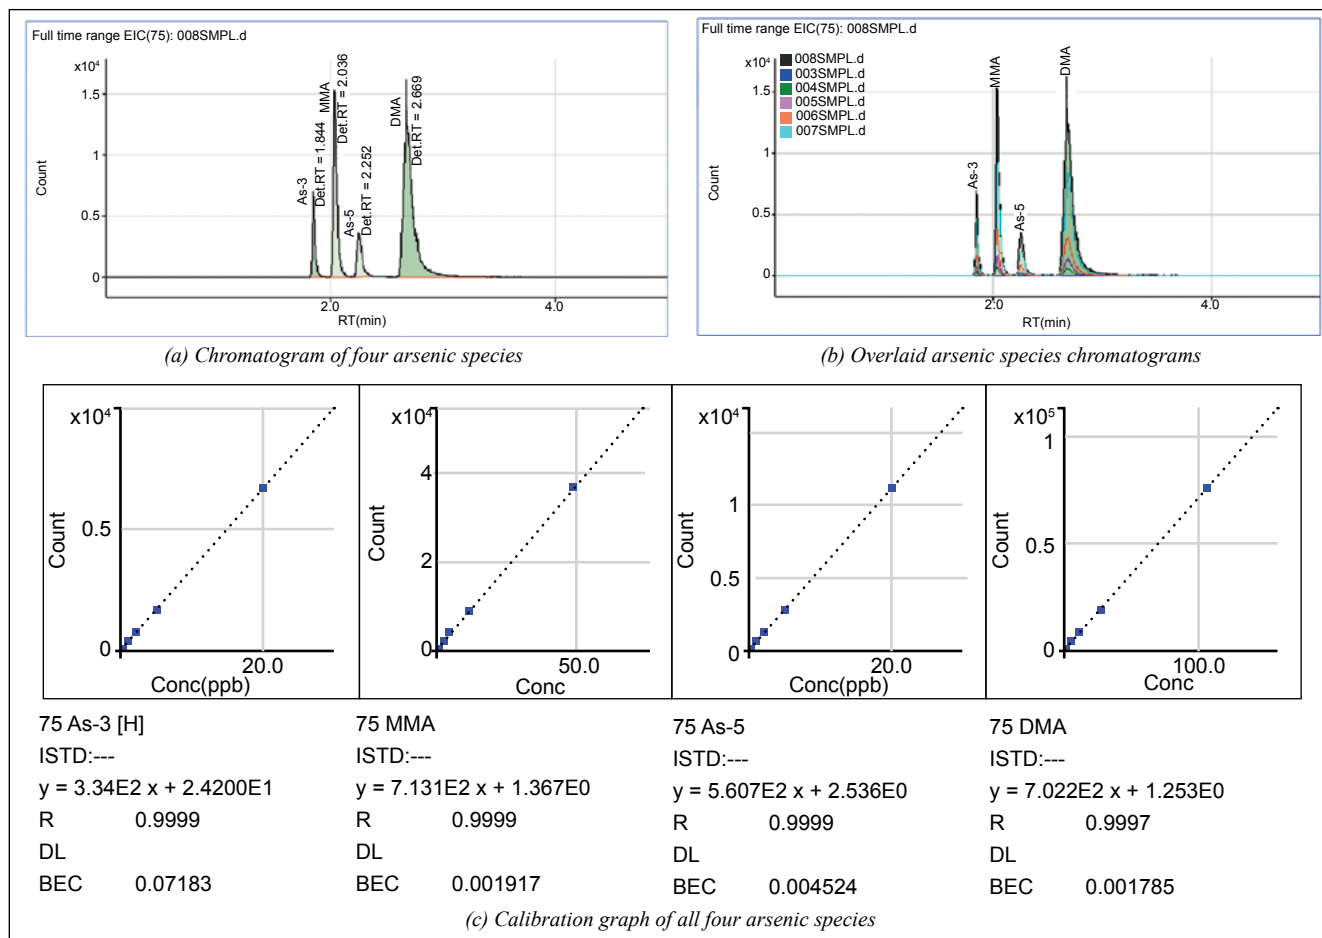 Full time range EIC(75): 008SMPL.d
x10⁴
1.5
1
0.5
0
Count
As-3
Det.RT = 1.844
MMA
Det.RT = 2.036
As-5
Det.RT = 2.252
DMA
Det.RT = 2.669
2.0
4.0
RT(min)
(a) Chromatogram of four arsenic species
Full time range EIC(75): 008SMPL.d
x10⁴
1.5
1
0.5
0
Count
008SMPL.d
003SMPL.d
004SMPL.d
005SMPL.d
006SMPL.d
007SMPL.d
As-3
MMA
As-5
DMA
2.0
4.0
RT(min)
(b) Overlaid arsenic species chromatograms
x10⁴
0.5
0
Count
20.0
Conc(ppb)
x10⁴
4
2
0
Count
50.0
Conc
x10⁴
1
0.5
0
Count
20.0
Conc(ppb)
x10⁵
1
0.5
0
Count
100.0
Conc
75 As-3 [H]
ISTD:---
y = 3.34E2 x + 2.4200E1
R 0.9999
DL
BEC 0.07183
75 MMA
ISTD:---
y = 7.131E2 x + 1.367E0
R 0.9999
DL
BEC 0.001917
75 As-5
ISTD:---
y = 5.607E2 x + 2.536E0
R 0.9999
DL
BEC 0.004524
75 DMA
ISTD:---
y = 7.022E2 x + 1.253E0
R 0.9997
DL
BEC 0.001785
(c) Calibration graph of all four arsenic species